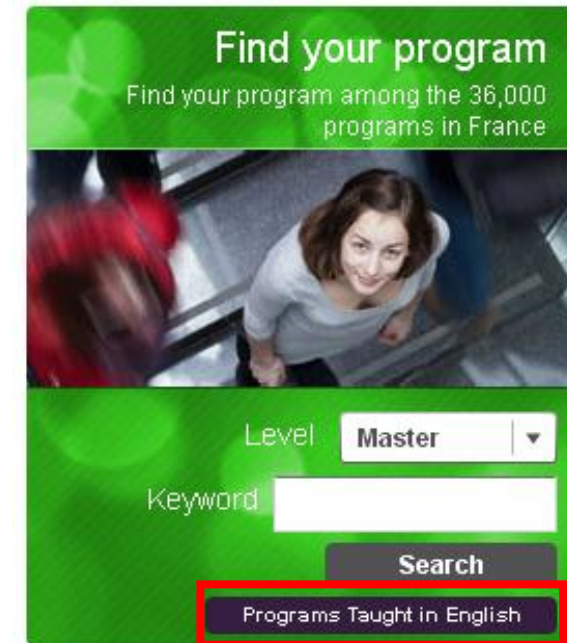 Find your program
Find your program among the 36,000
programs in France
Level Master
Keyword
Search
Programs Taught in English